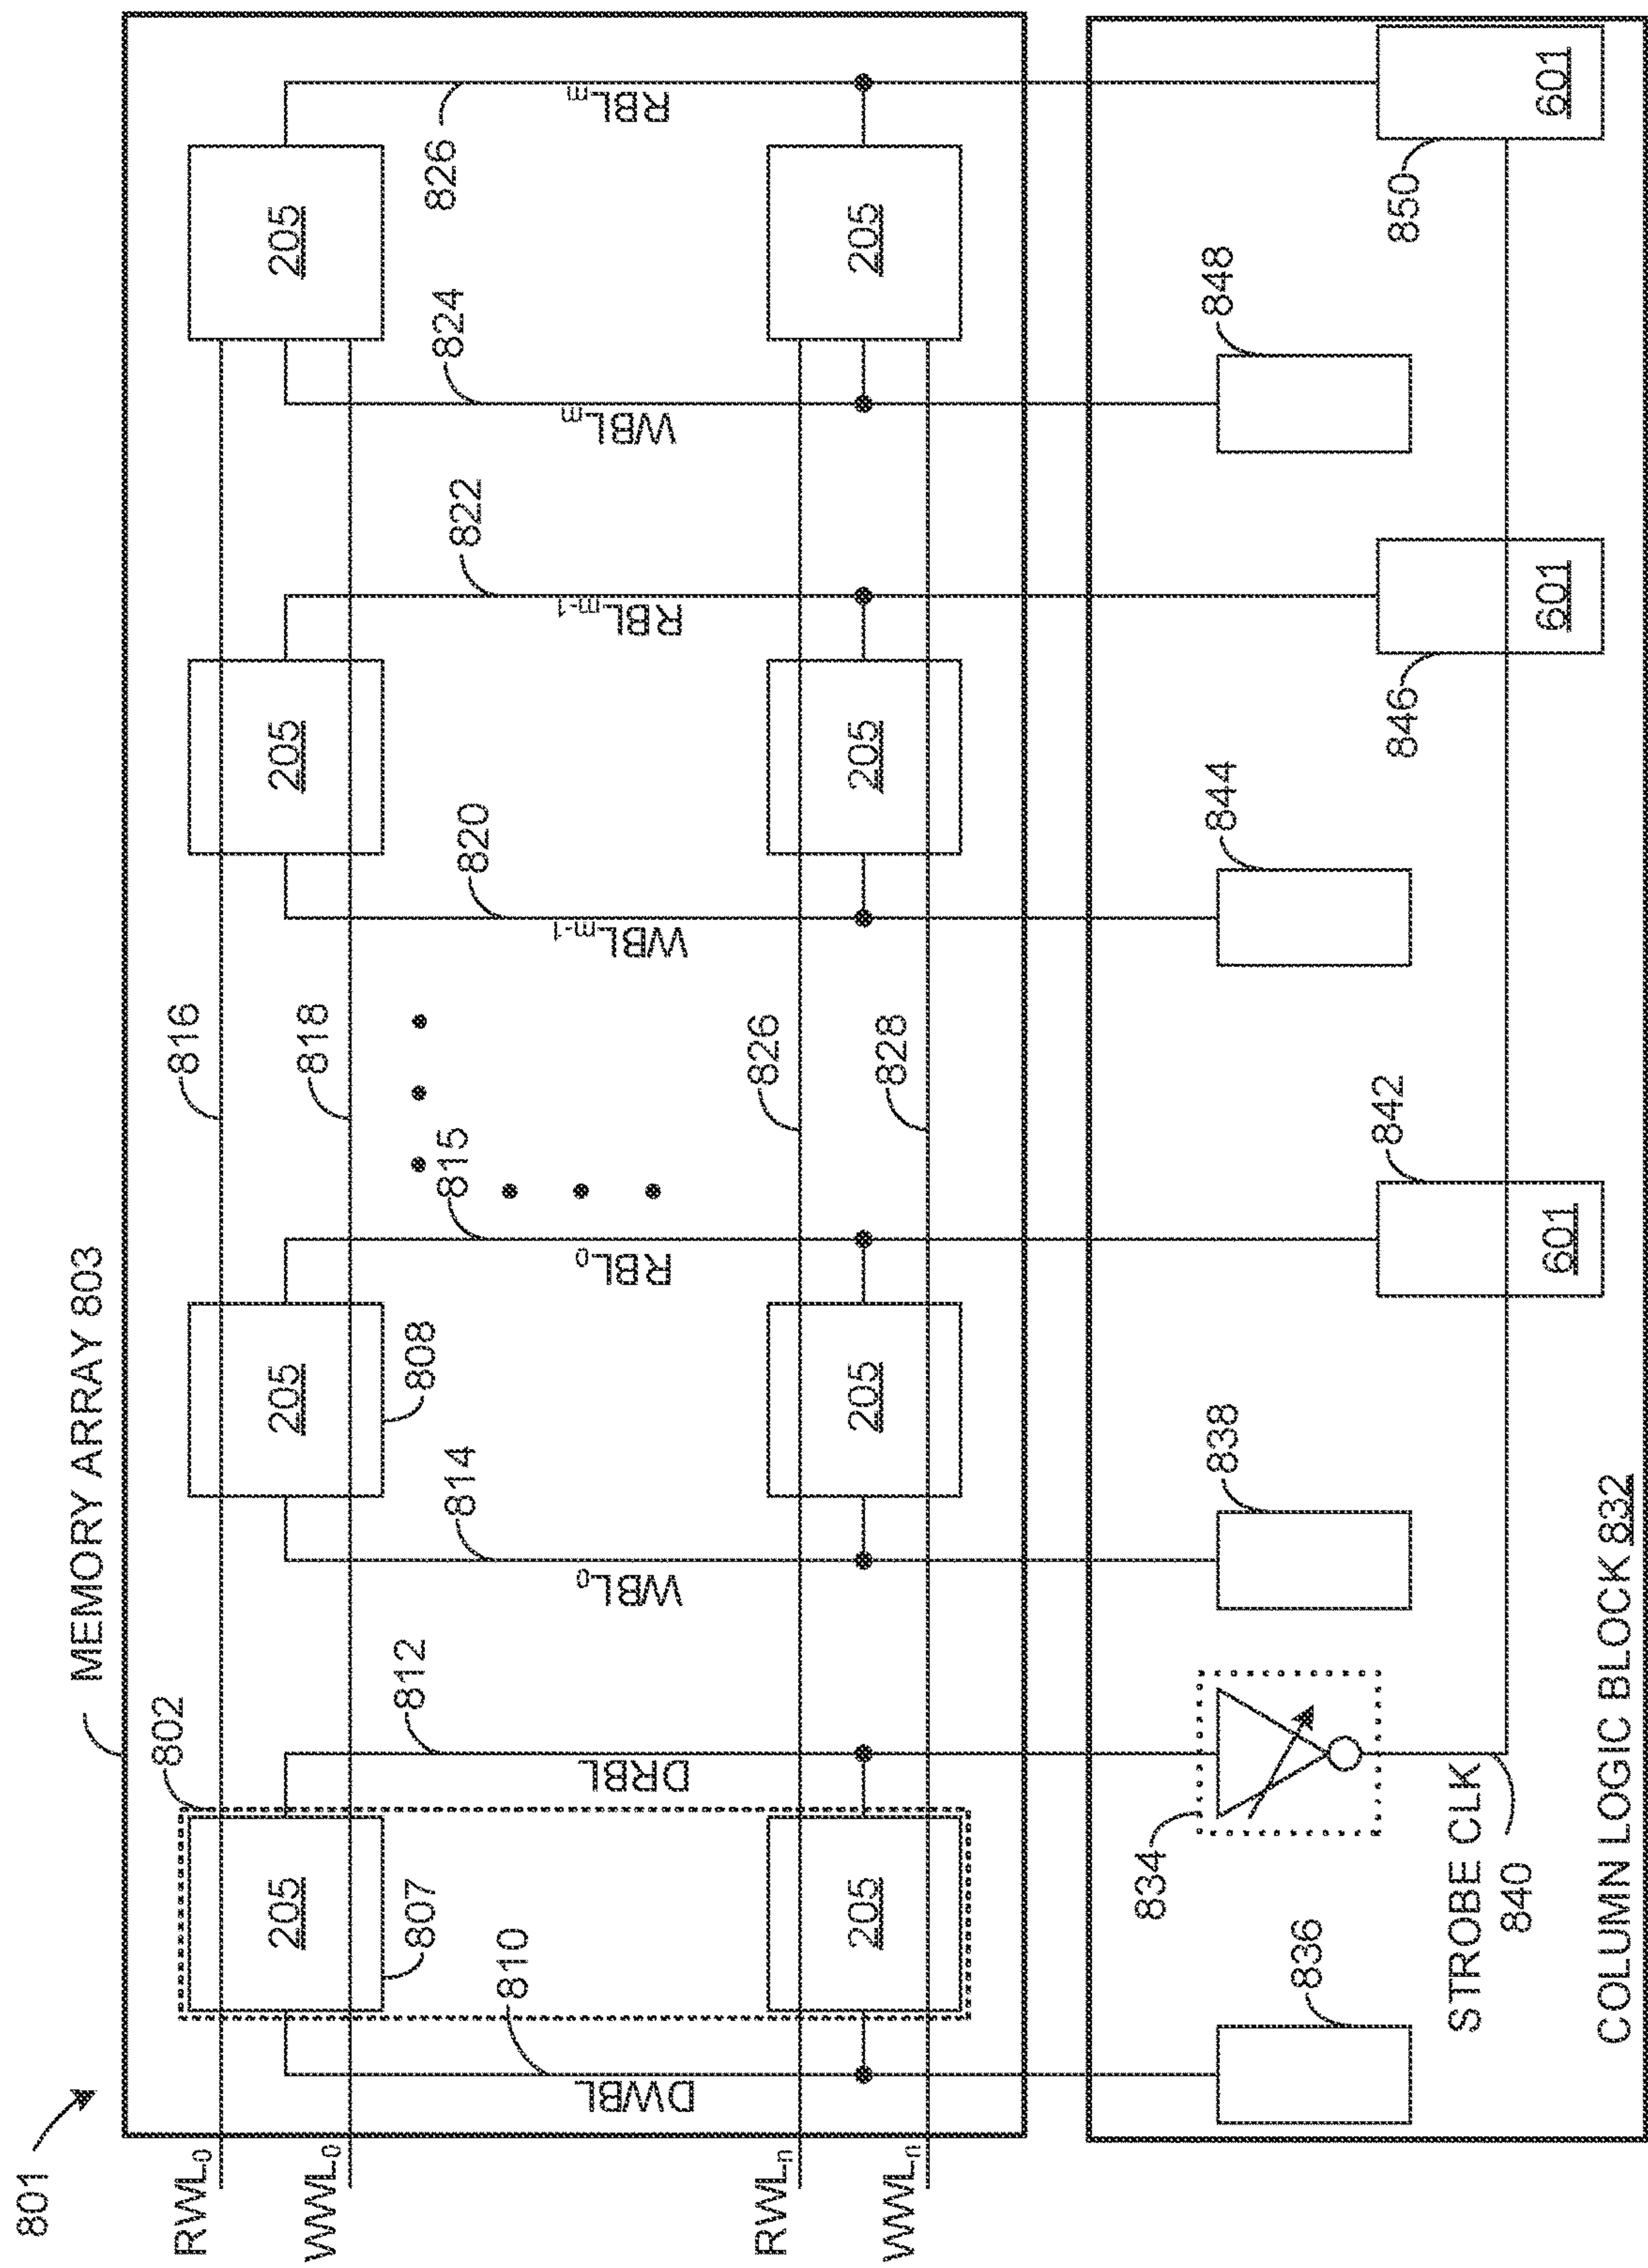 801
MEMORY ARRAY 803
802
RWL₀
WWL₀
RWLₙ
WWLₙ
816
818
826
828
205
205
205
205
205
205
205
205
807
808
810
DWBL
812
DRBL
814
WBL₀
815
RBL₀
820
WBLₘ₋₁
822
RBLₘ₋₁
824
WBLₘ
826
RBLₘ
834
836
838
842
844
846
848
850
601
601
601
STROBE CLK
840
COLUMN LOGIC BLOCK 832